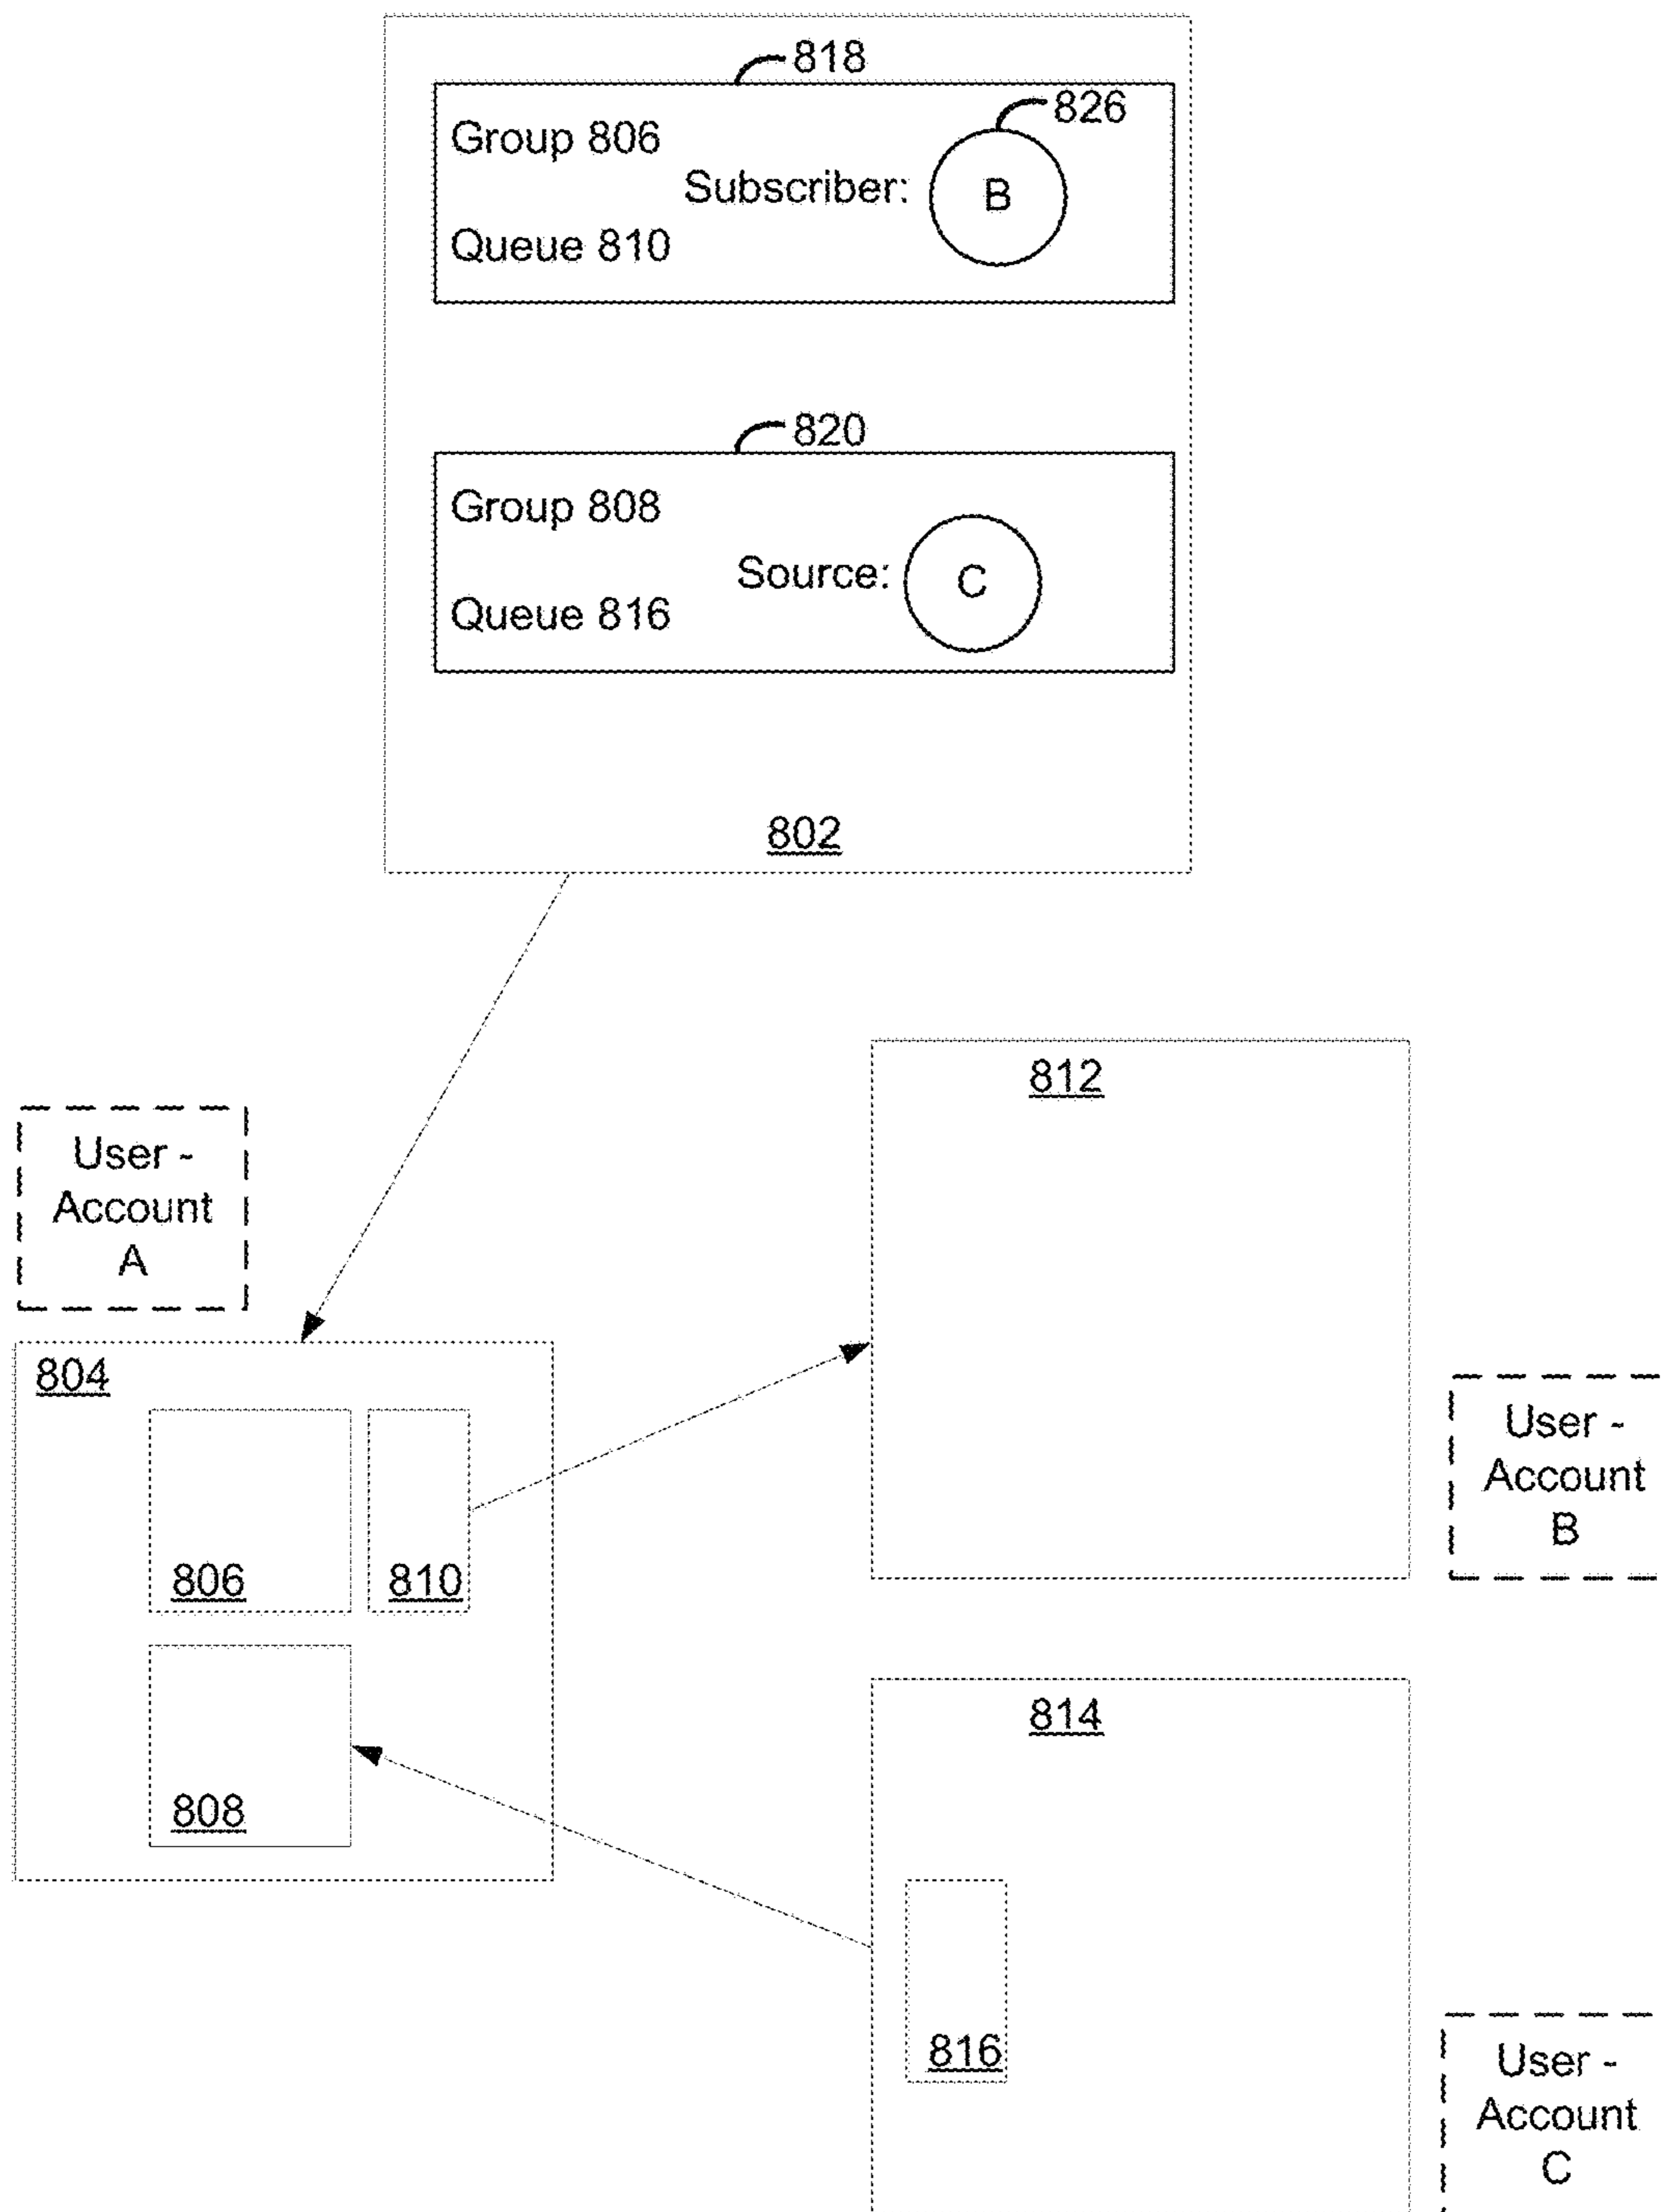 818
826
Group 806
Subscriber:
B
Queue 810
820
Group 808
Source:
C
Queue 816
802
User -
Account
A
812
804
806
810
User -
Account
B
808
814
816
User -
Account
C